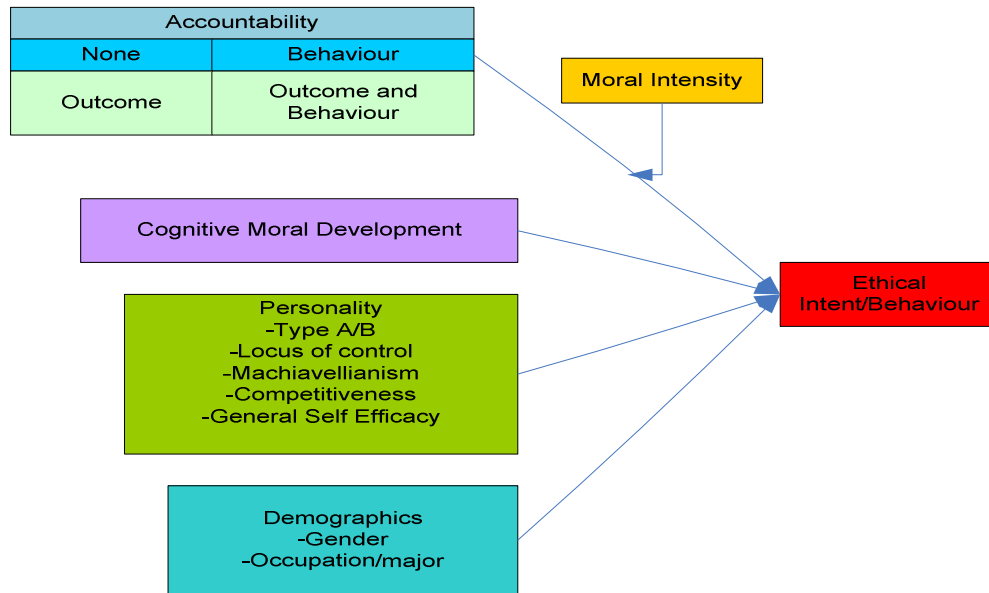 Accountability
None
Behaviour
Outcome
Outcome and
Behaviour
Moral Intensity
Cognitive Moral Development
Ethical
Intent/Behaviour
Personality
-Type A/B
-Locus of control
-Machiavellianism
-Competitiveness
-General Self Efficacy
Demographics
-Gender
-Occupation/major